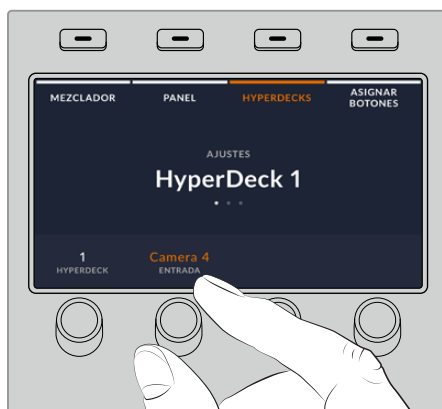 MEZCLADOR PANEL HYPERDECKS ASIGNAR BOTONES
AJUSTES
HyperDeck 1
1 Camera 4
HYPERDECK ENTRADA